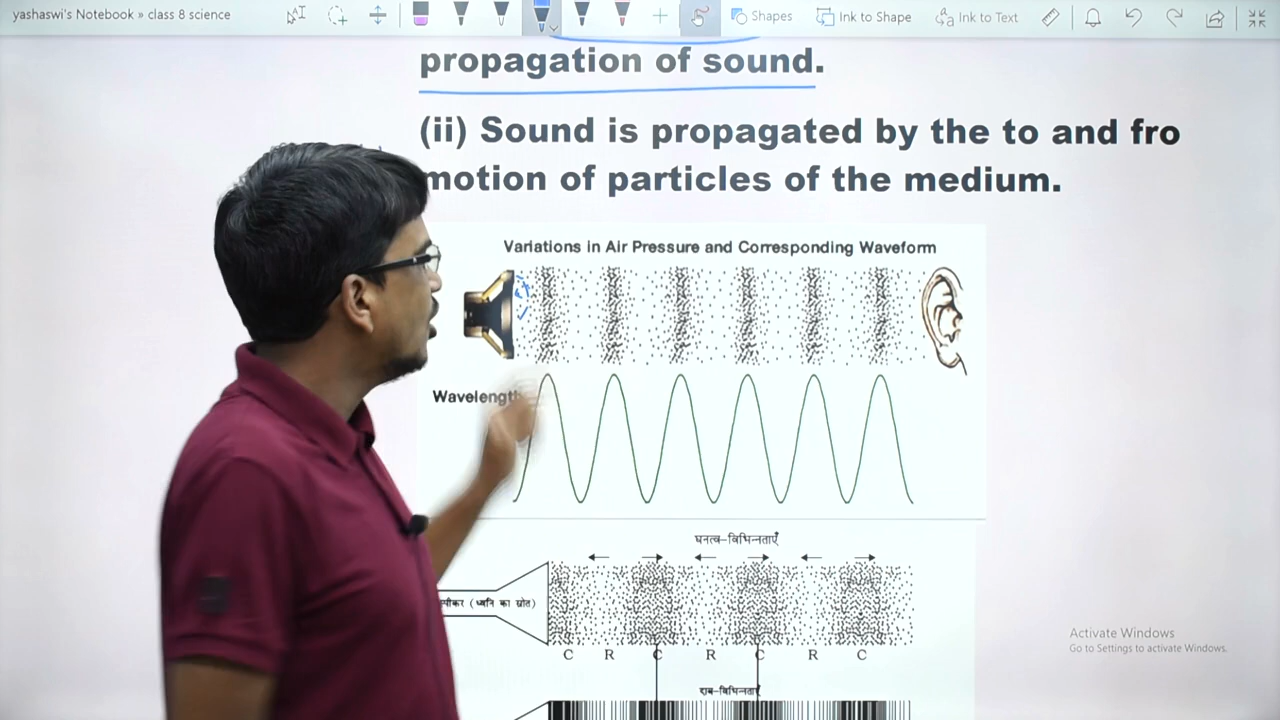 yashaswi's Notebook » class 8 science
Shapes
Ink to Shape
Ink to Text
propagation of sound.
(ii) Sound is propagated by the to and fro
motion of particles of the medium.
Variations in Air Pressure and Corresponding Waveform
Wavelength
घनत्व-विभिन्नताएँ
(ध्वनि का स्रोत)
C R C R C R C
दाब-विभिन्नताएँ
Activate Windows
Go to Settings to activate Windows.